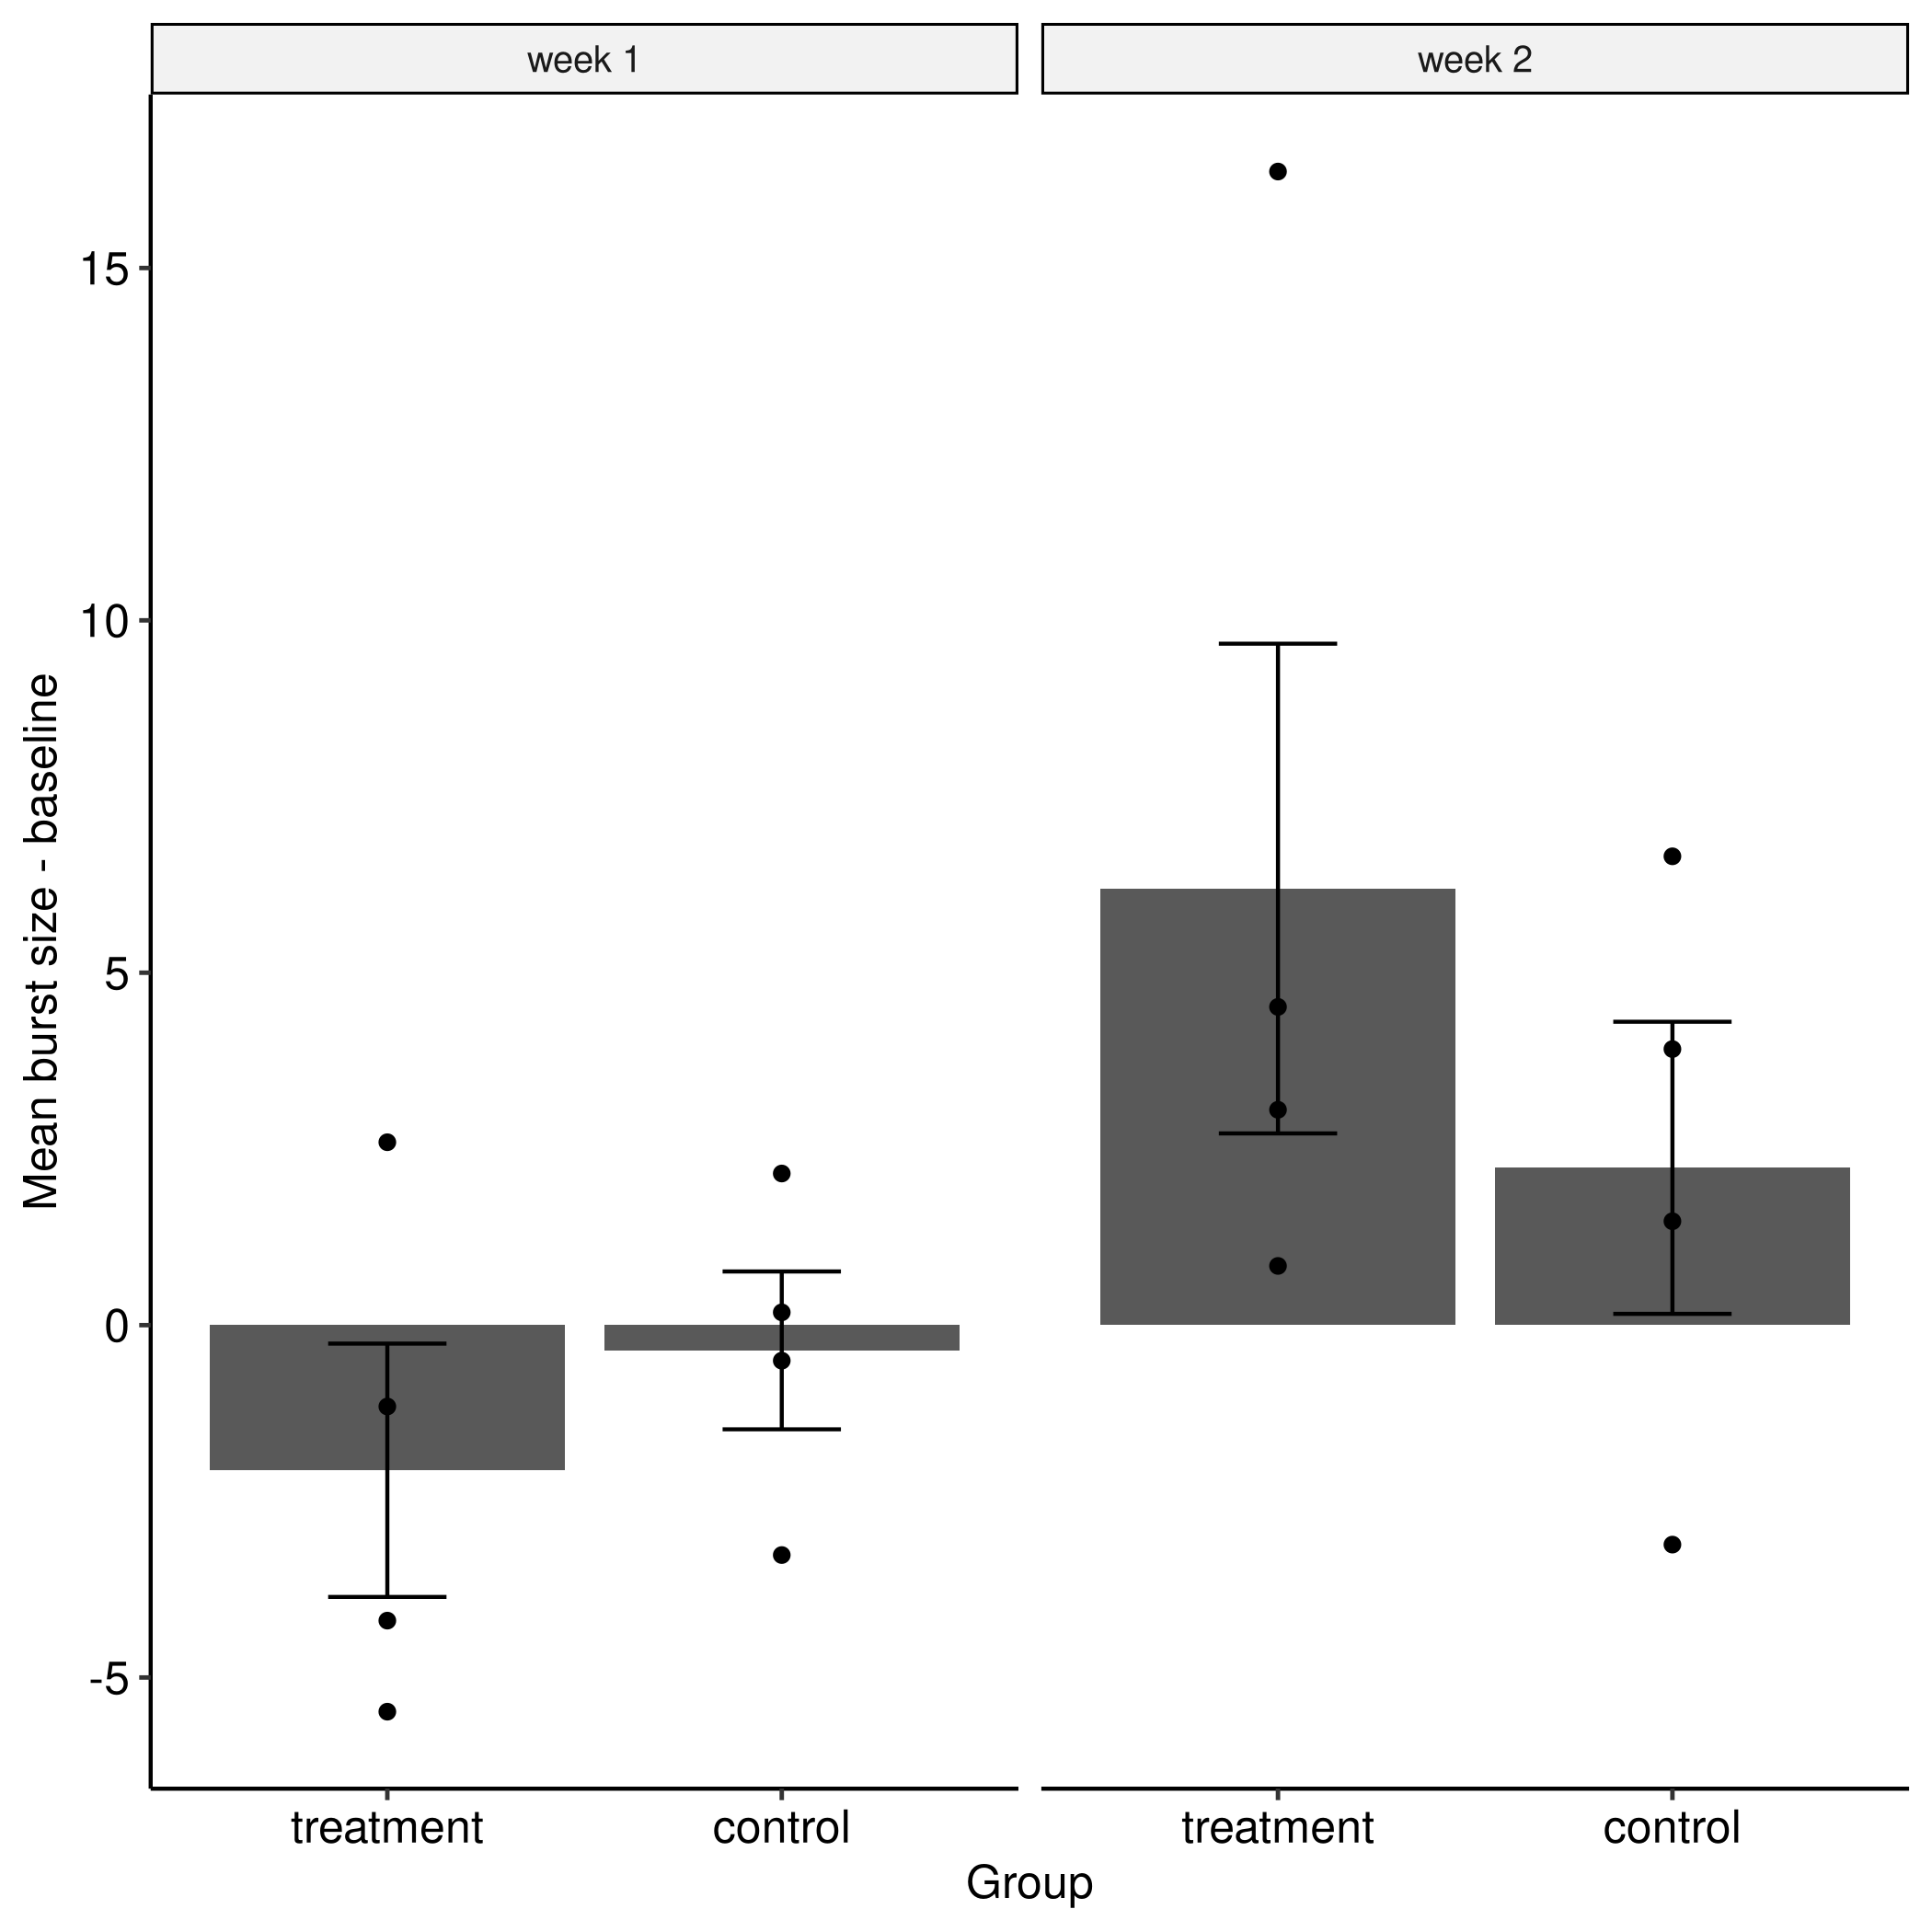 week 1
week 2
Mean burst size - baseline
15
10
5
0
-5
treatment
control
treatment
control
Group